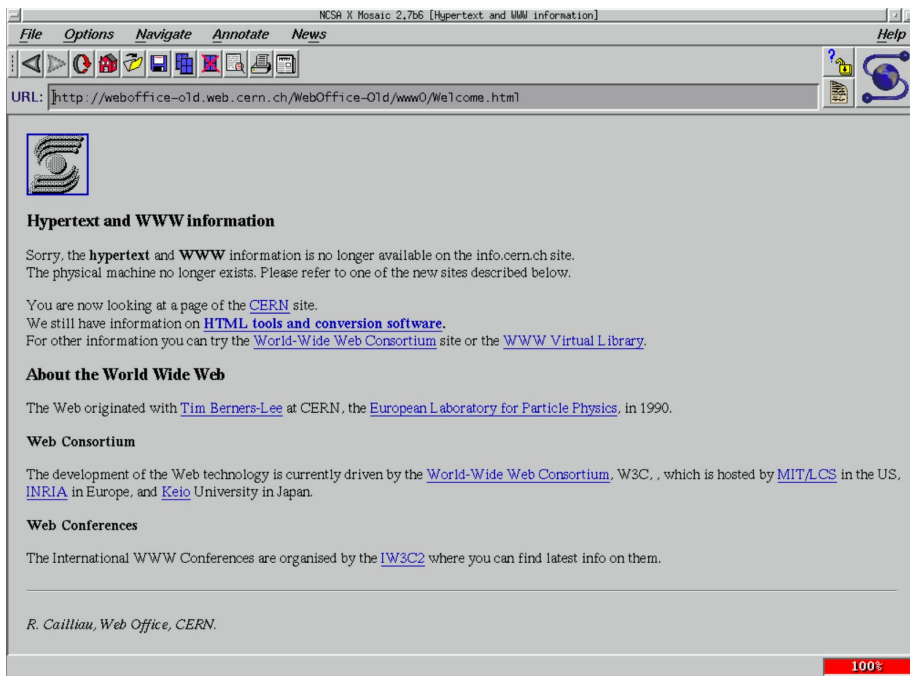 NCSA X Mosaic 2.7b6 [Hypertext and WWW information]
File Options Navigate Annotate News Help
URL: http://weboffice-old.web.cern.ch/WebOffice-Old/www0/Welcome.html
Hypertext and WWW information
Sorry, the hypertext and WWW information is no longer available on the info.cern.ch site.
The physical machine no longer exists. Please refer to one of the new sites described below.
You are now looking at a page of the CERN site.
We still have information on HTML tools and conversion software.
For other information you can try the World-Wide Web Consortium site or the WWW Virtual Library.
About the World Wide Web
The Web originated with Tim Berners-Lee at CERN, the European Laboratory for Particle Physics, in 1990.
Web Consortium
The development of the Web technology is currently driven by the World-Wide Web Consortium, W3C, , which is hosted by MIT/LCS in the US,
INRIA in Europe, and Keio University in Japan.
Web Conferences
The International WWW Conferences are organised by the IW3C2 where you can find latest info on them.
R. Cailliau, Web Office, CERN.
100%